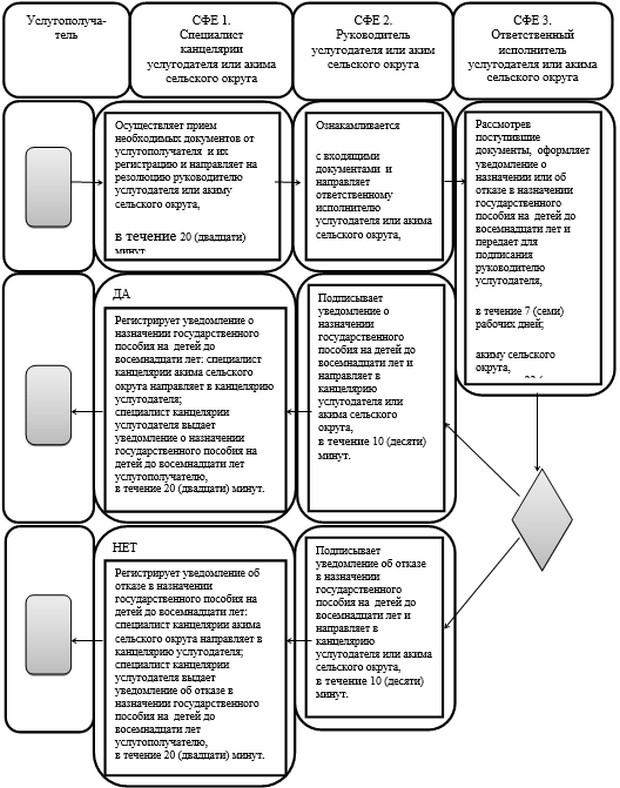 Услугополуча-
тель
СФЕ 1.
Специалист
канцелярии
услугодателя или акима
сельского округа
СФЕ 2.
Руководитель
услугодателя или аким
сельского округа
СФЕ 3.
Ответственный
исполнитель
услугодателя или акима
сельского округа
Осуществляет прием
необходимых документов от
услугополучателя и их
регистрацию и направляет на
резолюцию руководителю
услугодателя или акиму
сельского округа,
в течение 20 (двадцати)
минут
Ознакамливается
с входящими
документами и
направляет
ответственному
исполнителю
услугодателя или акима
сельского округа,
Рассмотрев
поступившие
документы, оформляет
уведомление о
назначении или об
отказе в назначении
государственного
пособия на детей до
восемнадцати лет и
передает для
подписания
руководителю
услугодателя,
в течение 7 (семи)
рабочих дней;
акиму сельского
округа,
ДА
Регистрирует уведомление о
назначении государственного
пособия на детей до
восемнадцати лет: специалист
канцелярии акима сельского
округа направляет в канцелярию
услугодателя;
специалист канцелярии
услугодателя выдает
уведомление о назначении
государственного пособия на
детей до восемнадцати лет
услугополучателю,
в течение 20 (двадцати) минут.
Подписывает
уведомление о
назначении
государственного
пособия на детей до
восемнадцати лет и
направляет в
канцелярию
услугодателя или
акима сельского
округа,
в течение 10 (десяти)
минут.
НЕТ
Регистрирует уведомление об
отказе в назначении
государственного пособия на
детей до восемнадцати лет:
специалист канцелярии акима
сельского округа направляет в
канцелярию услугодателя;
специалист канцелярии
услугодателя выдает
уведомление об отказе в
назначении государственного
пособия на детей до
восемнадцати лет
услугополучателю,
в течение 20 (двадцати) минут.
Подписывает
уведомление об отказе
в назначении
государственного
пособия на детей до
восемнадцати лет и
направляет в
канцелярию
услугодателя или акима
сельского округа,
в течение 10 (десяти)
минут.